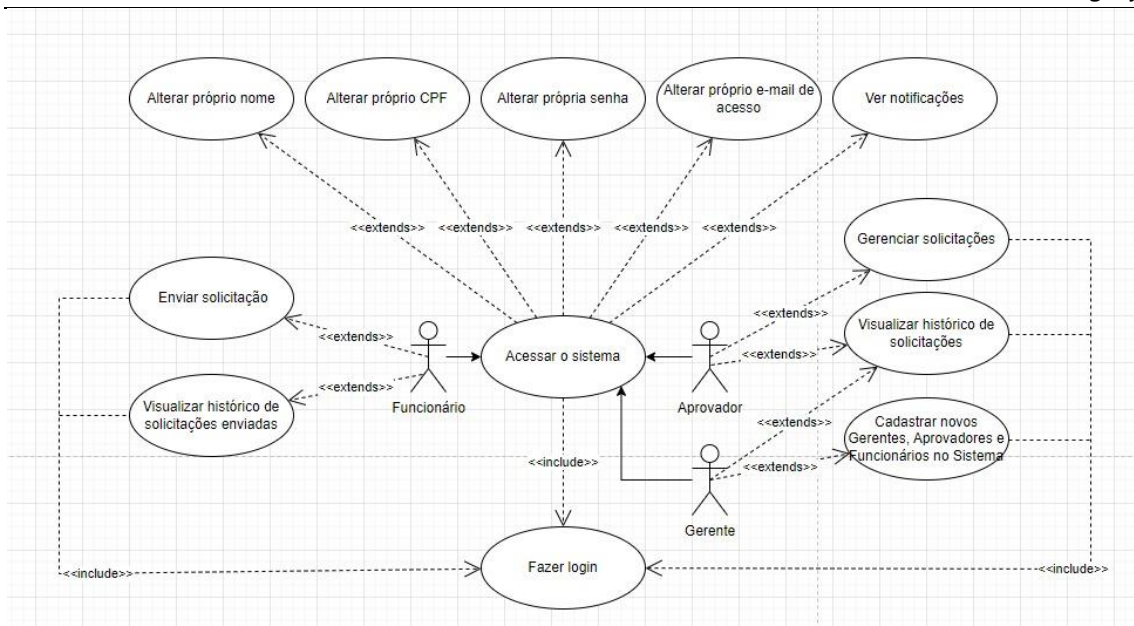 Alterar próprio nome
Alterar próprio CPF
Alterar própria senha
Alterar próprio e-mail de
acesso
Ver notificações
<<extends>>
<<extends>>
<<extends>>
<<extends>>
<<extends>>
Gerenciar solicitações
Enviar solicitação
<<extends>>
<<extends>>
Acessar o sistema
Visualizar histórico de
solicitações
<<extends>>
<<extends>>
Funcionário
Aprovador
Visualizar histórico de
solicitações enviadas
<<extends>>
Cadastrar novos
Gerentes, Aprovadores e
Funcionários no Sistema
<<include>>
<<extends>>
Gerente
Fazer login
<<include>>
<<include>>